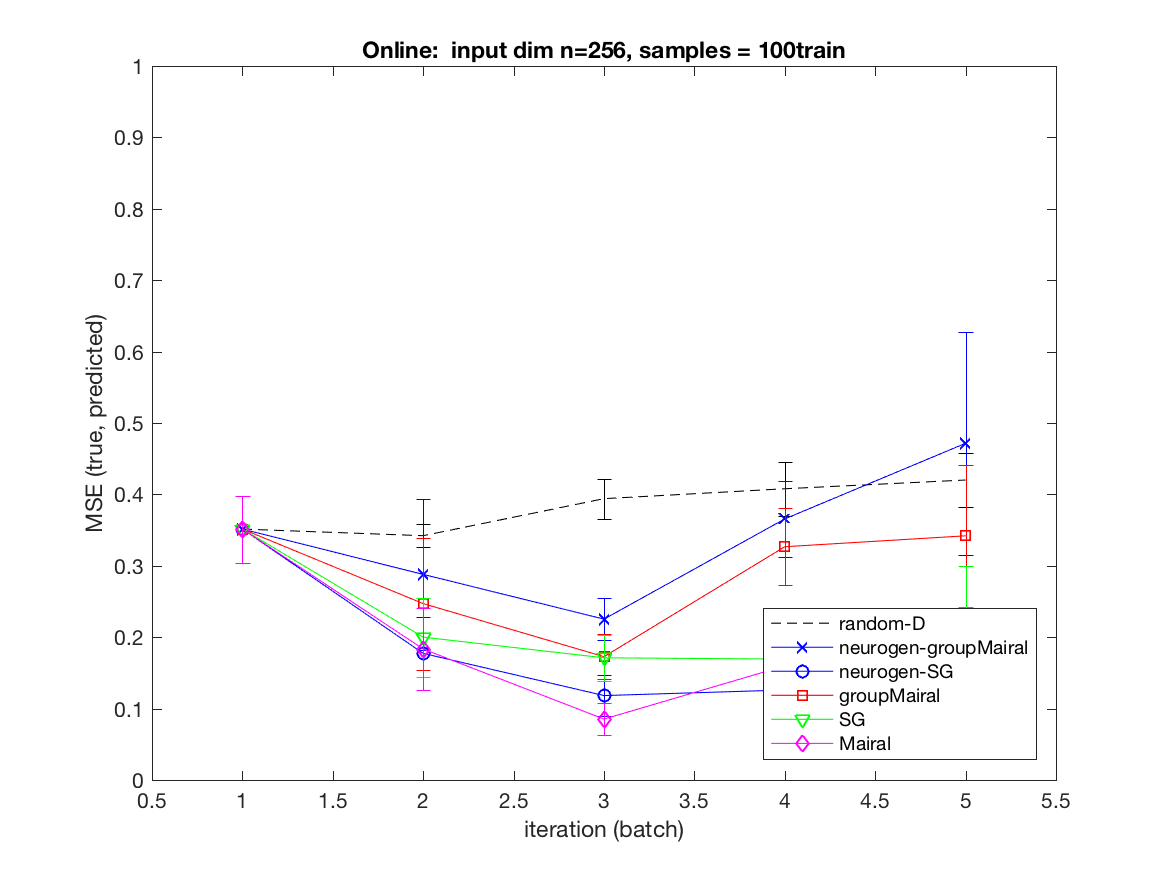 Online:  input dim n=256, samples = 100train
1
0.9
0.8
0.7
0.6
0.5
0.4
0.3
0.2
0.1
0
MSE (true, predicted)
random-D
neurogen-groupMairal
neurogen-SG
groupMairal
SG
Mairal
0.5 1 1.5 2 2.5 3 3.5 4 4.5 5 5.5
iteration (batch)